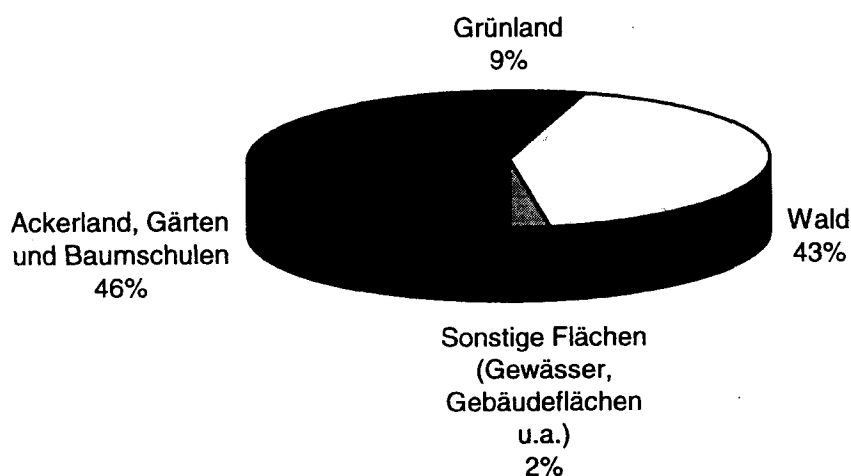 Grünland
9%
Ackerland, Gärten
und Baumschulen
46%
Wald
43%
Sonstige Flächen
(Gewässer,
Gebäudeflächen
u.a.)
2%